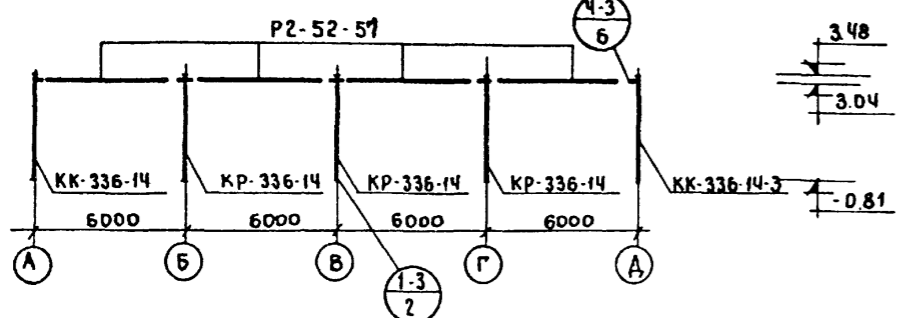 Р2-52-57
4-3
6
3.48
3.04
КК-336-14
КР-336-14
КР-336-14
КР-336-14
КК-336-14-3
-0.81
6000
6000
6000
6000
А
Б
В
Г
Д
1-3
2